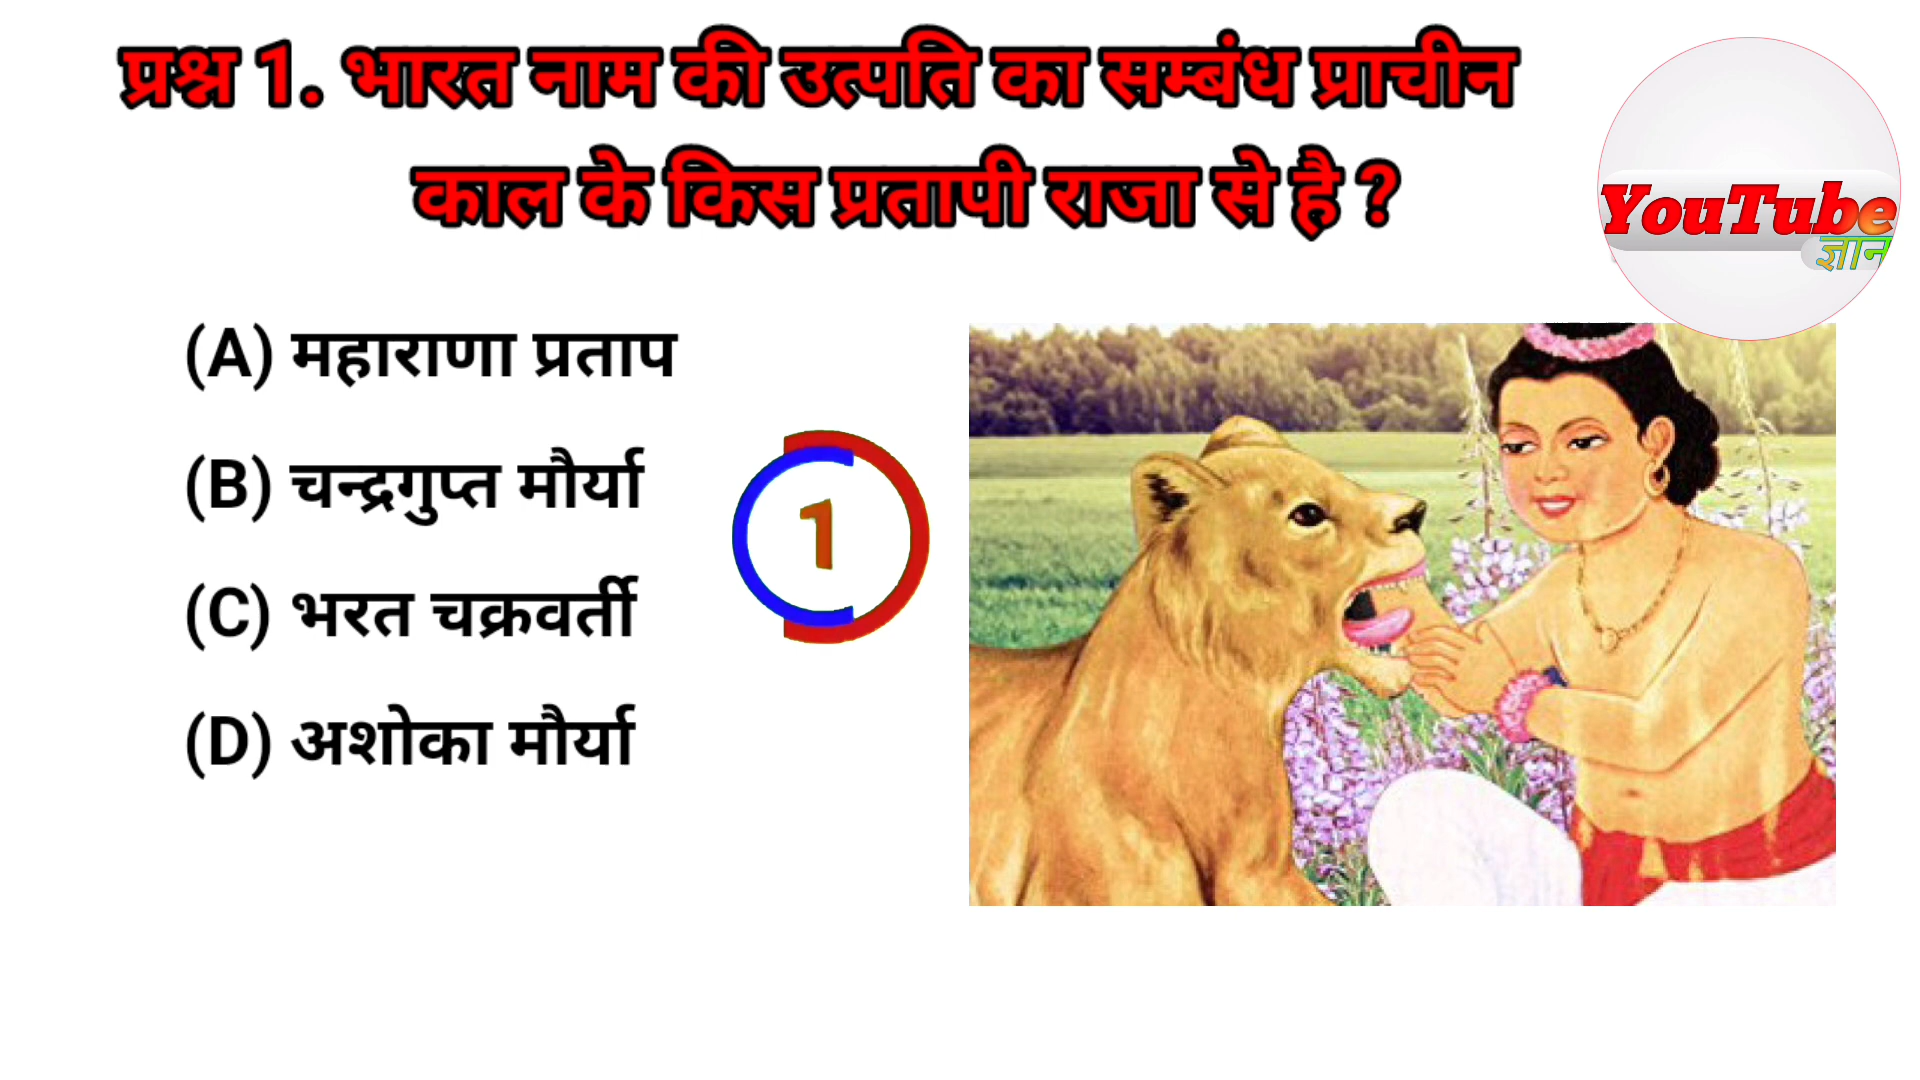 प्रश्न 1. भारत नाम की उत्पति का सम्बंध प्राचीन
काल के किस प्रतापी राजा से है ?
YouTube
ज्ञान
(A) महाराणा प्रताप
(B) चन्द्रगुप्त मौर्या
(C) भरत चक्रवर्ती
(D) अशोका मौर्या
1